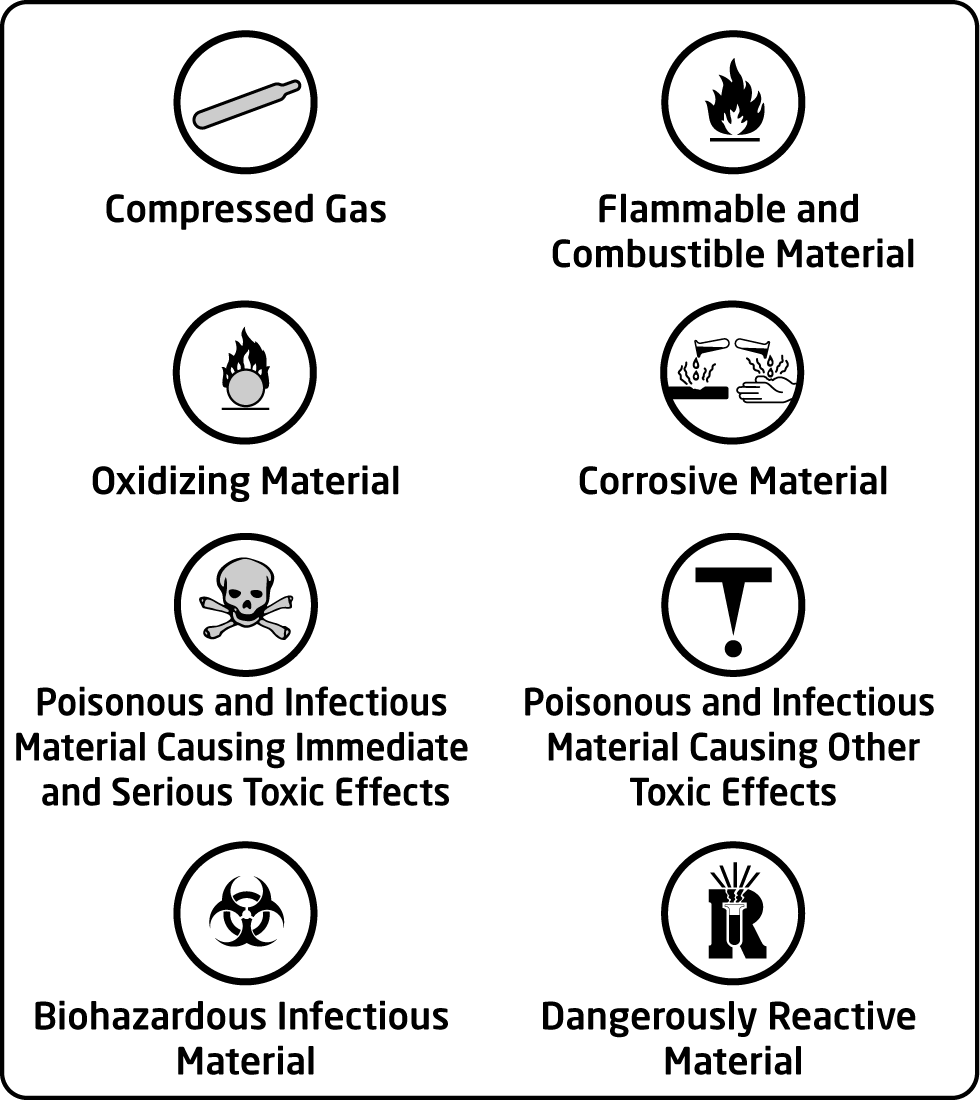 Compressed Gas
Flammable and
Combustible Material
Oxidizing Material
Corrosive Material
Poisonous and Infectious
Material Causing Immediate
and Serious Toxic Effects
Poisonous and Infectious
Material Causing Other
Toxic Effects
Biohazardous Infectious
Material
R
Dangerously Reactive
Material